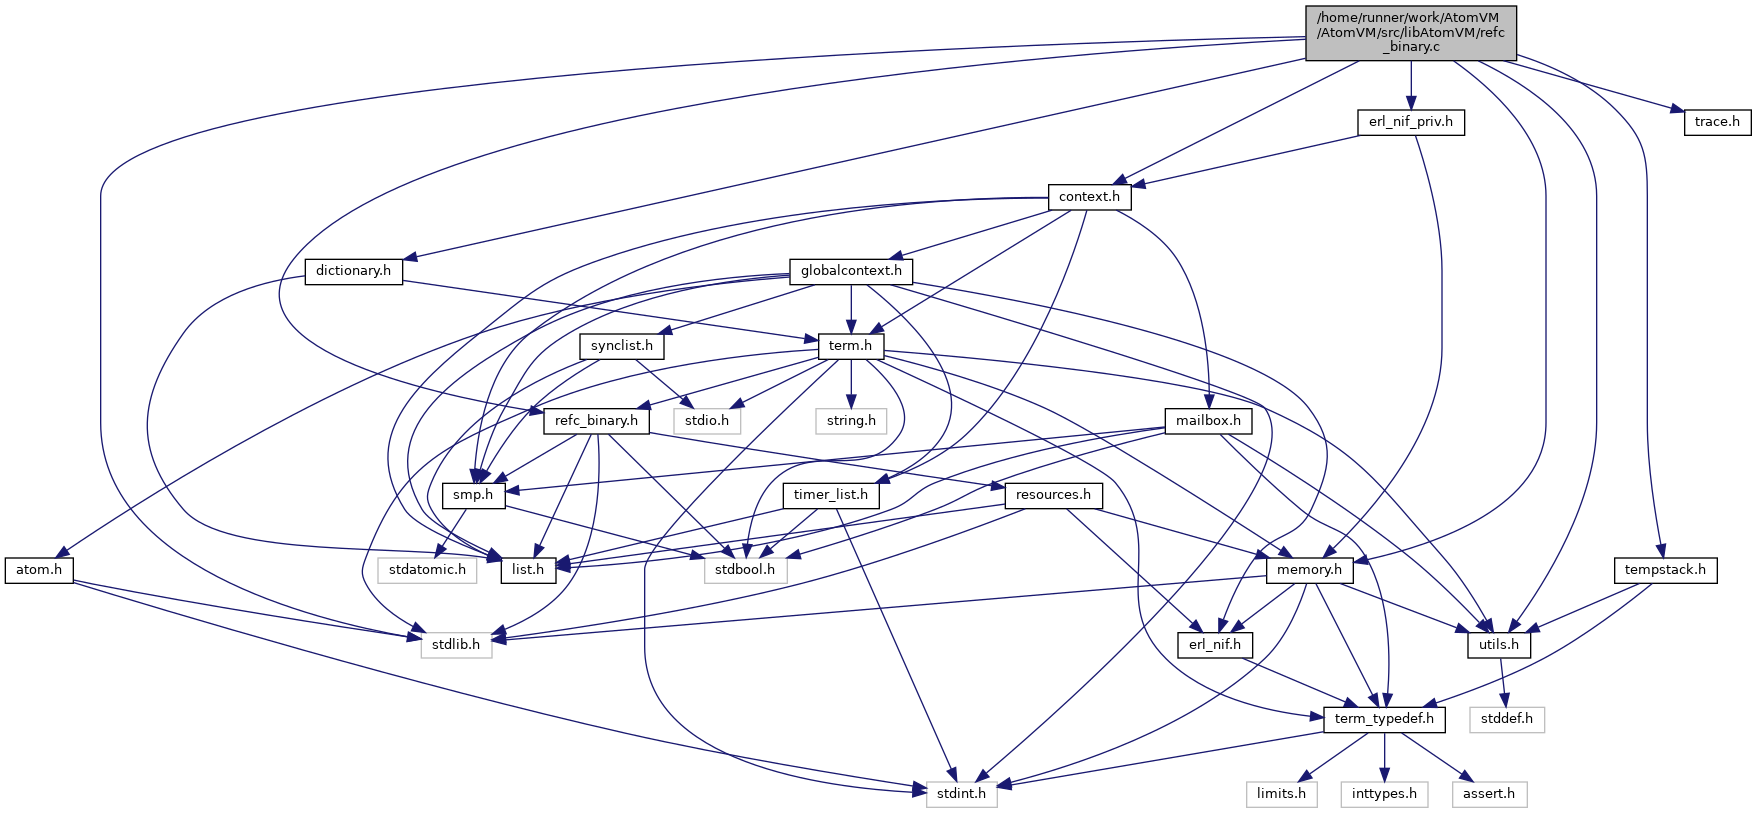 /home/runner/work/AtomVM
/AtomVM/src/libAtomVM/refc
_binary.c
erl_nif_priv.h
trace.h
context.h
dictionary.h
globalcontext.h
synclist.h
term.h
refc_binary.h
stdio.h
string.h
mailbox.h
smp.h
timer_list.h
resources.h
atom.h
stdatomic.h
list.h
stdbool.h
memory.h
tempstack.h
stdlib.h
erl_nif.h
utils.h
term_typedef.h
stddef.h
stdint.h
limits.h
inttypes.h
assert.h